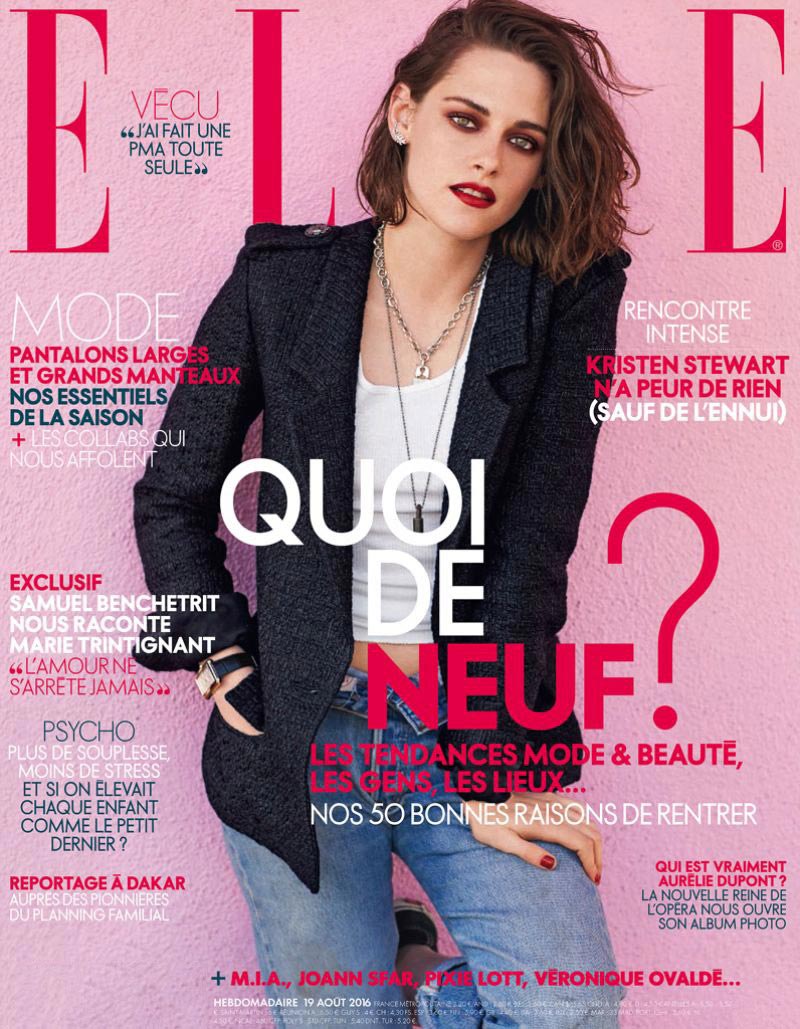 ELLE
VÉCU
“J'AI FAIT UNE
PMA TOUTE
SEULE”
MODE
PANTALONS LARGES
ET GRANDS MANTEAUX
NOS ESSENTIELS
DE LA SAISON
+ LES COLLABS QUI
NOUS AFFOLENT
RENCONTRE
INTENSE
KRISTEN STEWART
N'A PEUR DE RIEN
(SAUF DE L'ENNUI)
QUOI
DE
NEUF?
LES TENDANCES MODE & BEAUTÉ,
LES GENS, LES LIEUX...
NOS 50 BONNES RAISONS DE RENTRER
EXCLUSIF
SAMUEL BENCHETRIT
NOUS RACONTE
MARIE TRINTIGNANT
“L'AMOUR NE
S'ARRÊTE JAMAIS”
PSYCHO
PLUS DE SOUPLESSE,
MOINS DE STRESS
ET SI ON ÉLEVAIT
CHAQUE ENFANT
COMME LE PETIT
DERNIER ?
REPORTAGE À DAKAR
AUPRÈS DES PIONNIÈRES
DU PLANNING FAMILIAL
QUI EST VRAIMENT
AURÉLIE DUPONT ?
LA NOUVELLE REINE DE
L'OPÉRA NOUS OUVRE
SON ALBUM PHOTO
+ M.I.A., JOANN SFAR, PIXIE LOTT, VÉRONIQUE OVALDÉ...
HEBDOMADAIRE 19 AOÛT 2016 FRANCE MÉTROPOLITAINE